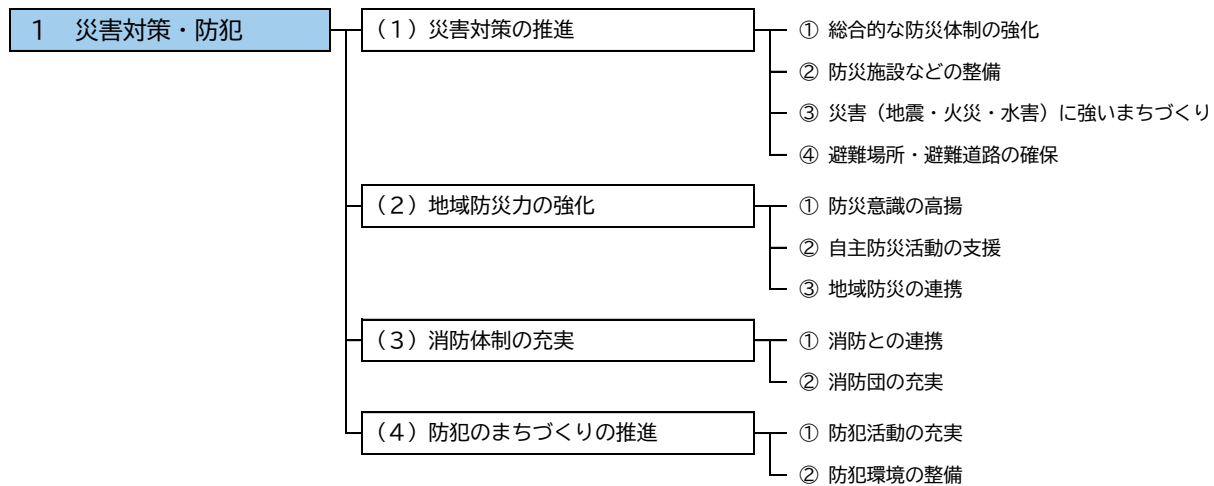 1 災害対策・防犯
(1)災害対策の推進
① 総合的な防災体制の強化
② 防災施設などの整備
③ 災害(地震・火災・水害)に強いまちづくり
④ 避難場所・避難道路の確保
(2)地域防災力の強化
① 防災意識の高揚
② 自主防災活動の支援
③ 地域防災の連携
(3)消防体制の充実
① 消防との連携
② 消防団の充実
(4)防犯のまちづくりの推進
① 防犯活動の充実
② 防犯環境の整備